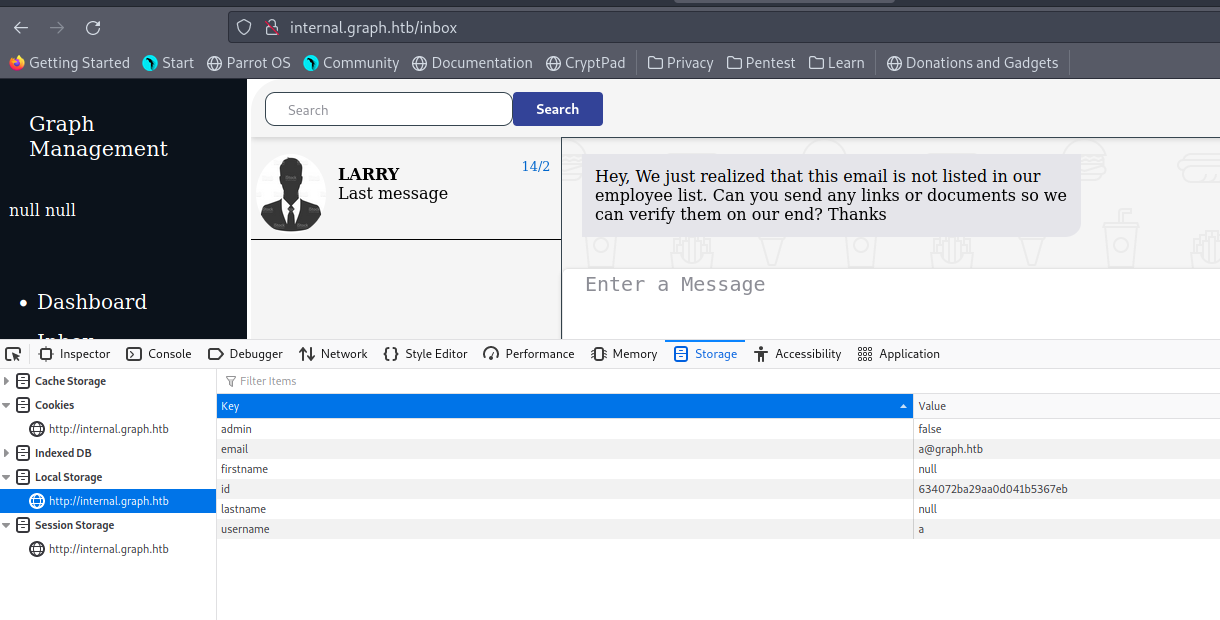 internal.graph.htb/inbox
Getting Started Start Parrot OS Community Documentation CryptPad Privacy Pentest Learn Donations and Gadgets
Graph
Management
null null
Dashboard
Inbox
Search Search
LARRY 14/2
Last message
Hey, We just realized that this email is not listed in our
employee list. Can you send any links or documents so we
can verify them on our end? Thanks
Enter a Message
Inspector Console Debugger Network Style Editor Performance Memory Storage Accessibility Application
Cache Storage
Cookies
http://internal.graph.htb
Indexed DB
Local Storage
http://internal.graph.htb
Session Storage
http://internal.graph.htb
Filter Items
Key Value
admin false
email a@graph.htb
firstname null
id 634072ba29aa0d041b5367eb
lastname null
username a